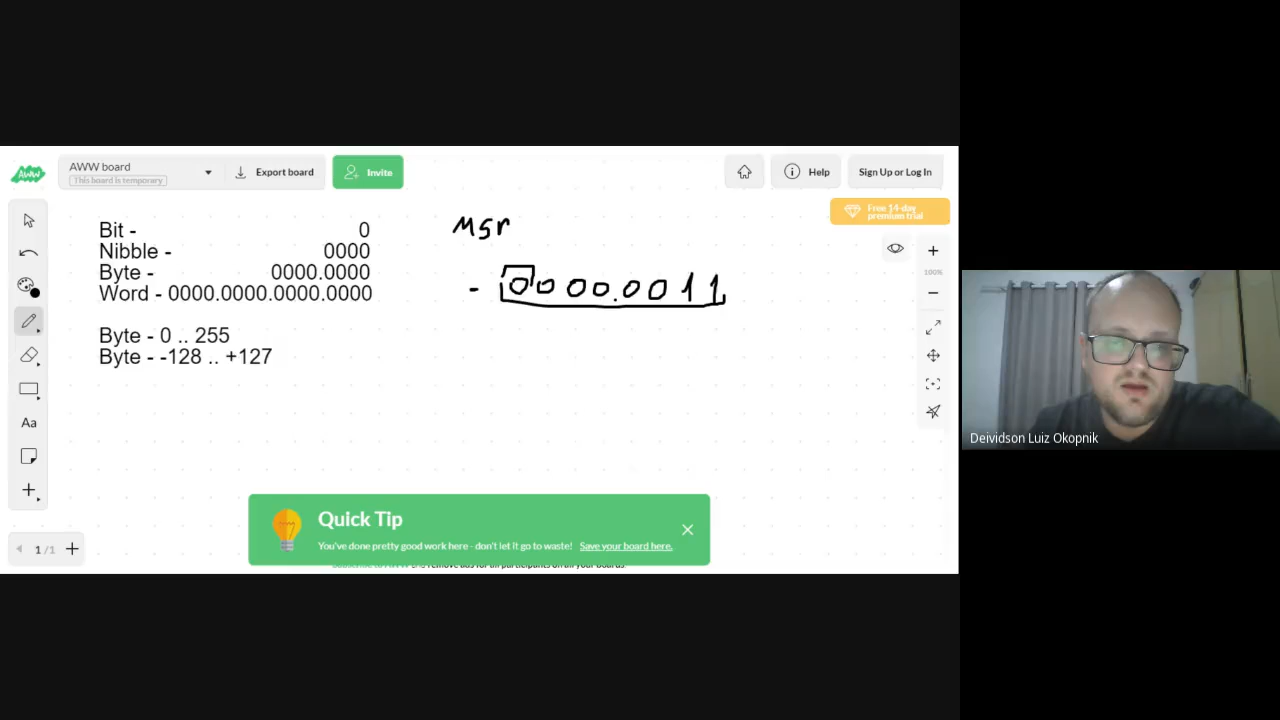 AWW
AWW board
This board is temporary
Export board
Invite
Help
Sign Up or Log In
Free 14-day
premium trial
Bit - 0
Nibble - 0000
Byte - 0000.0000
Word - 0000.0000.0000.0000
Byte - 0 .. 255
Byte - -128 .. +127
- 0000.0011
100%
Aa
Quick Tip
You've done pretty good work here - don't let it go to waste! Save your board here.
1 / 1
Deividson Luiz Okopnik